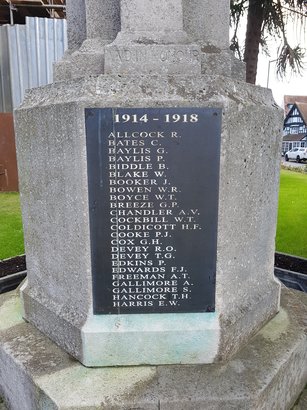 1914 - 1918
ALLCOCK R.
BATES C.
BAYLIS G.
BAYLIS P.
BIDDLE B.
BLAKE W.
BOOKER J.
BOWEN W.R.
BOYCE W.T.
BREEZE G.P.
CHANDLER A.V.
COCKBILL W.T.
COLDICOTT H.F.
COOKE P.J.
COX G.H.
DEVEY R.O.
DEVEY T.G.
EDKINS P.
EDWARDS F.J.
FREEMAN A.T.
GALLIMORE A.
GALLIMORE S.
HANCOCK T.H.
HARRIS E.W.